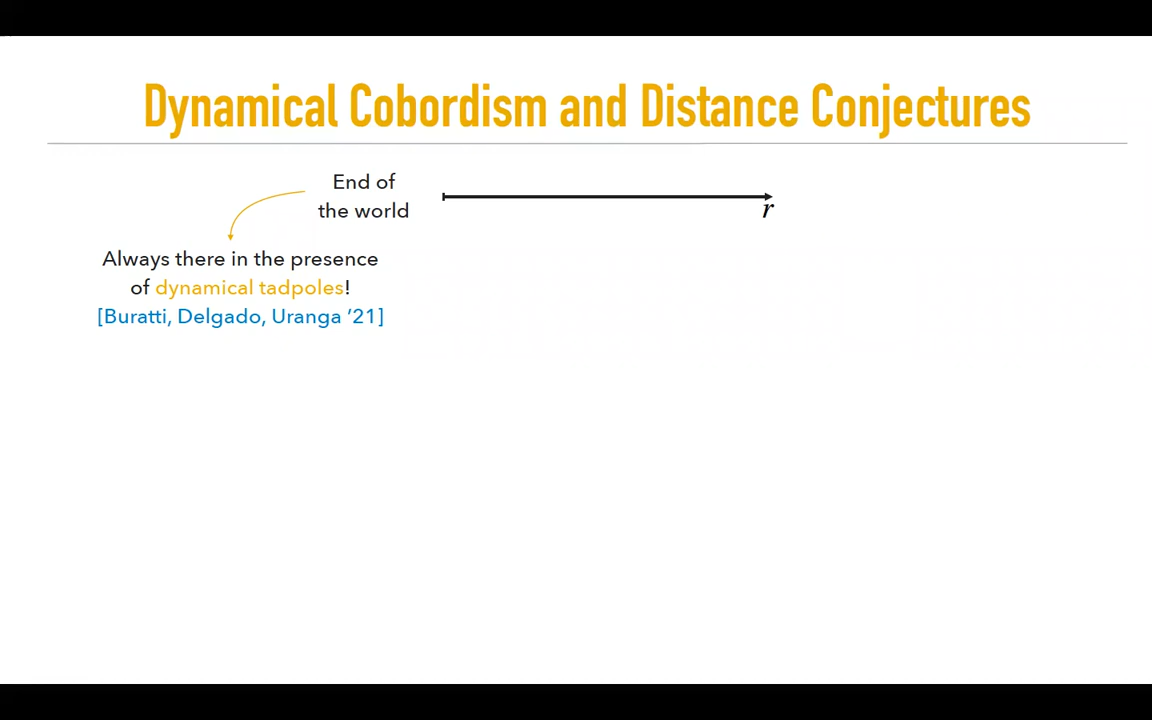 Dynamical Cobordism and Distance Conjectures
End of
the world
r
Always there in the presence
of dynamical tadpoles!
[Buratti, Delgado, Uranga ’21]